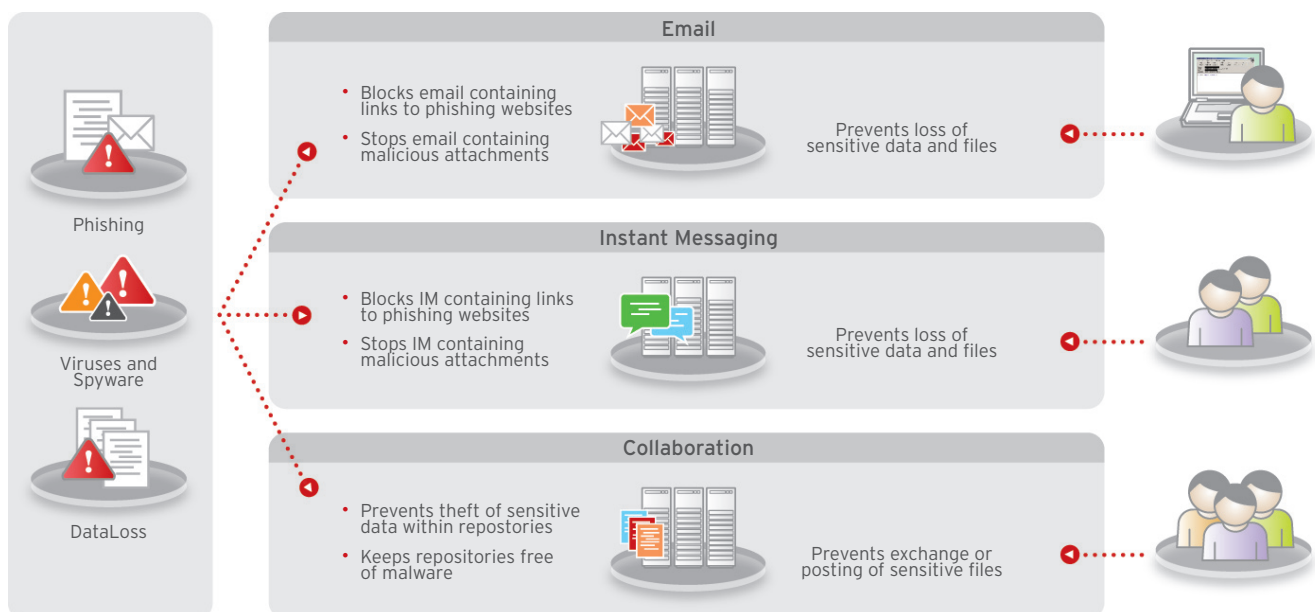 Phishing
Viruses and
Spyware
DataLoss
Email
• Blocks email containing
links to phishing websites
• Stops email containing
malicious attachments
Prevents loss of
sensitive data and files
Instant Messaging
• Blocks IM containing links
to phishing websites
• Stops IM containing
malicious attachments
Prevents loss of
sensitive data and files
Collaboration
• Prevents theft of sensitive
data within repostories
• Keeps repositories free
of malware
Prevents exchange or
posting of sensitive files